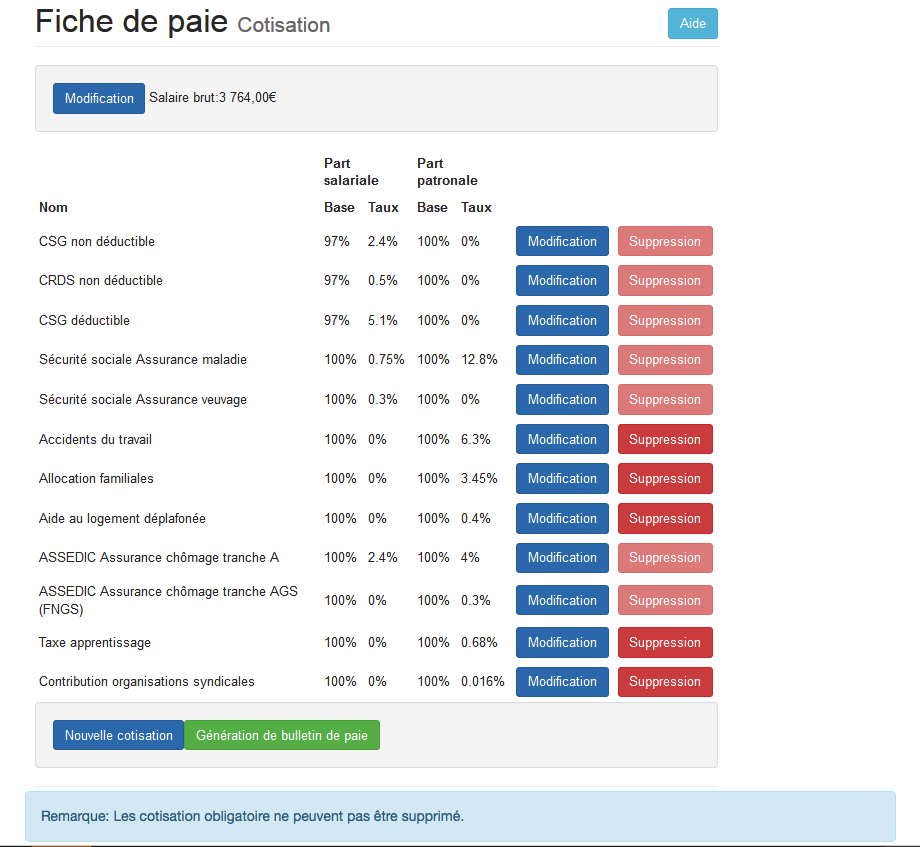 Fiche de paie Cotisation Aide
Modification Salaire brut:3 764,00€
Part Part
salariale patronale
Nom Base Taux Base Taux
CSG non déductible 97% 2.4% 100% 0% Modification Suppression
CRDS non déductible 97% 0.5% 100% 0% Modification Suppression
CSG déductible 97% 5.1% 100% 0% Modification Suppression
Sécurité sociale Assurance maladie 100% 0.75% 100% 12.8% Modification Suppression
Sécurité sociale Assurance veuvage 100% 0.3% 100% 0% Modification Suppression
Accidents du travail 100% 0% 100% 6.3% Modification Suppression
Allocation familiales 100% 0% 100% 3.45% Modification Suppression
Aide au logement déplafonée 100% 0% 100% 0.4% Modification Suppression
ASSEDIC Assurance chômage tranche A 100% 2.4% 100% 4% Modification Suppression
ASSEDIC Assurance chômage tranche AGS
(FNGS) 100% 0% 100% 0.3% Modification Suppression
Taxe apprentissage 100% 0% 100% 0.68% Modification Suppression
Contribution organisations syndicales 100% 0% 100% 0.016% Modification Suppression
Nouvelle cotisation Génération de bulletin de paie
Remarque: Les cotisation obligatoire ne peuvent pas être supprimé.